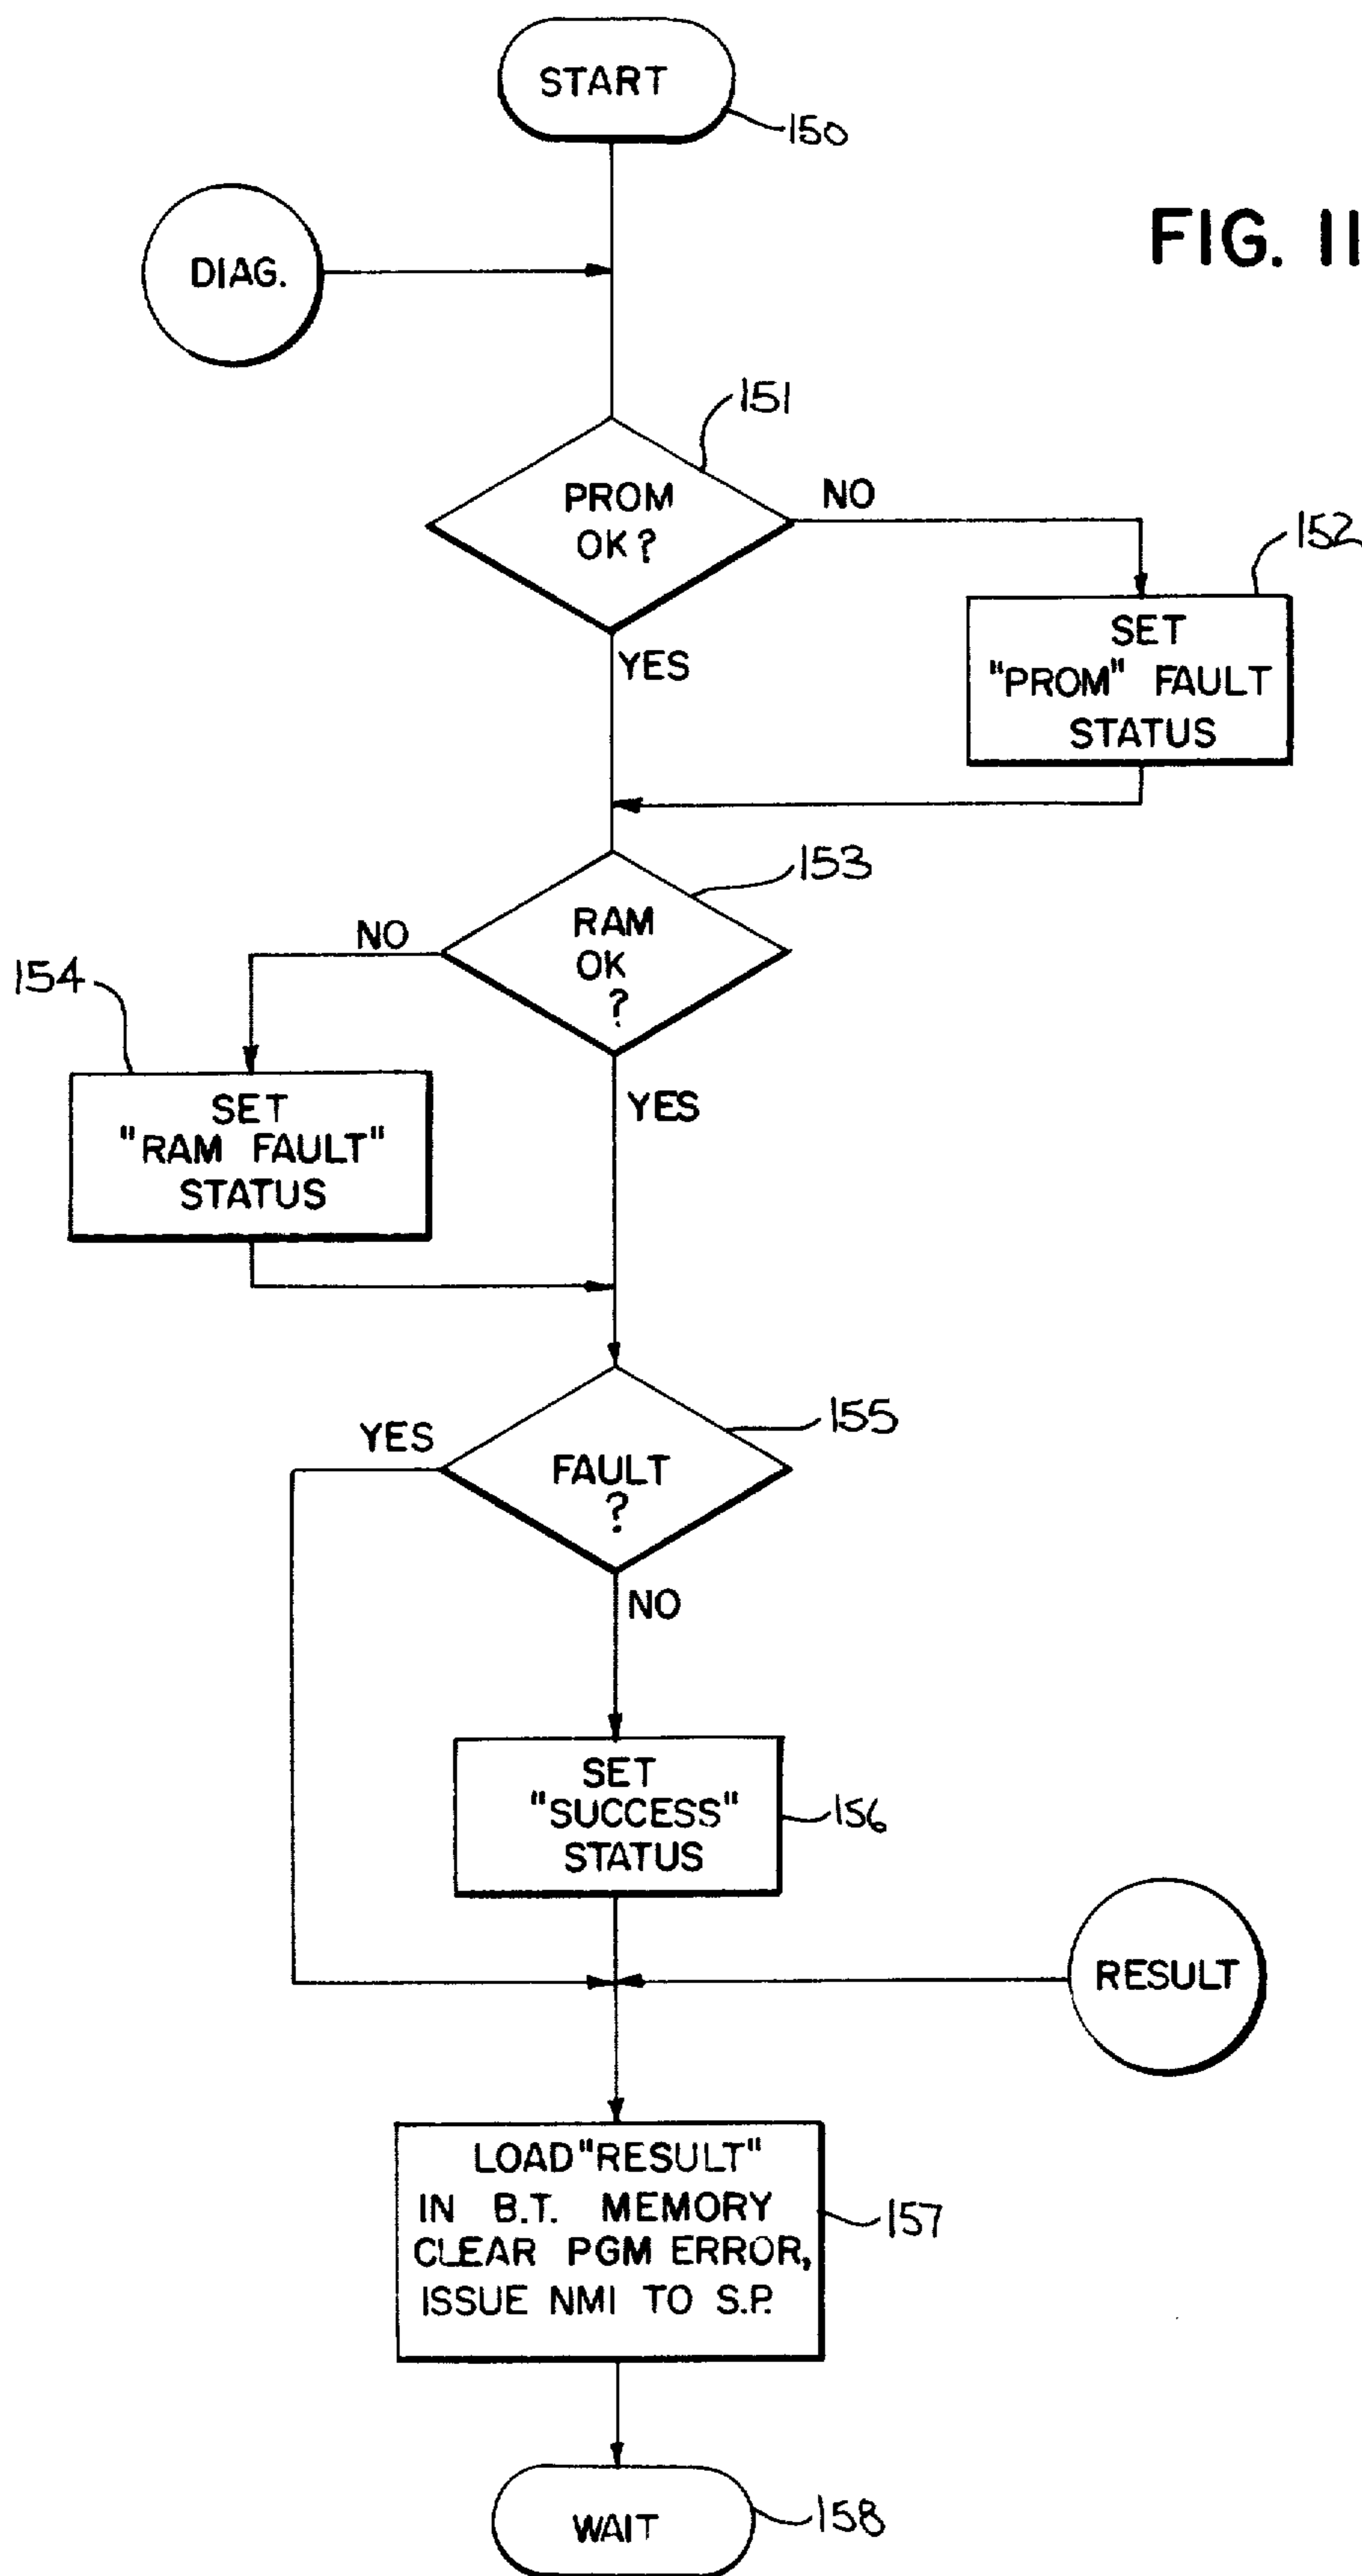 START
150
FIG. 11
DIAG.
151
PROM
OK?
NO
152
SET
"PROM" FAULT
STATUS
YES
153
RAM
OK
?
NO
154
SET
"RAM FAULT"
STATUS
YES
155
YES
FAULT
?
NO
SET
"SUCCESS"
STATUS
156
RESULT
LOAD "RESULT"
IN B.T. MEMORY
CLEAR PGM ERROR,
ISSUE NMI TO S.P.
157
WAIT
158